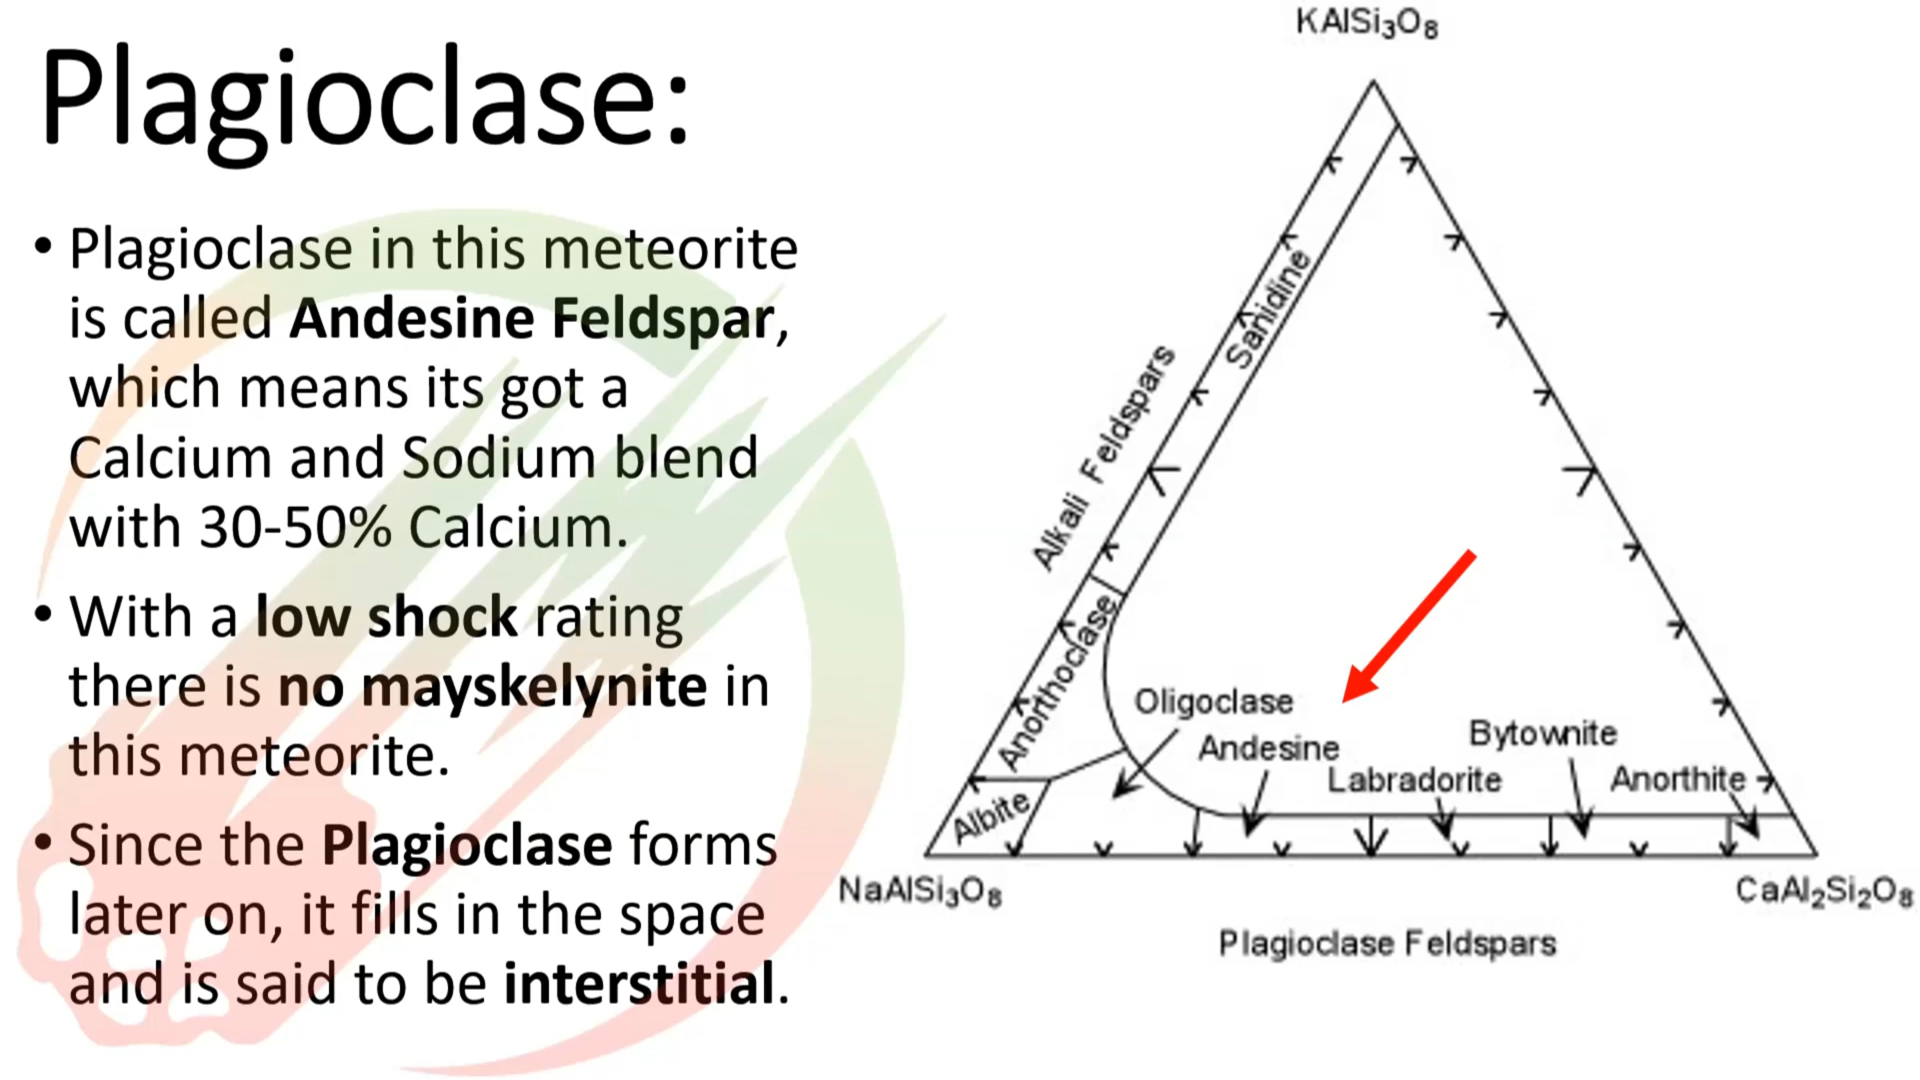 Plagioclase:
• Plagioclase in this meteorite
is called Andesine Feldspar,
which means its got a
Calcium and Sodium blend
with 30-50% Calcium.
• With a low shock rating
there is no mayskelynite in
this meteorite.
• Since the Plagioclase forms
later on, it fills in the space
and is said to be interstitial.
KAlSi₃O₈
Sanidine
Alkali Feldspars
Anorthoclase
Oligoclase
Andesine
Bytownite
Labradorite
Anorthite
Albite
NaAlSi₃O₈
CaAl₂Si₂O₈
Plagioclase Feldspars